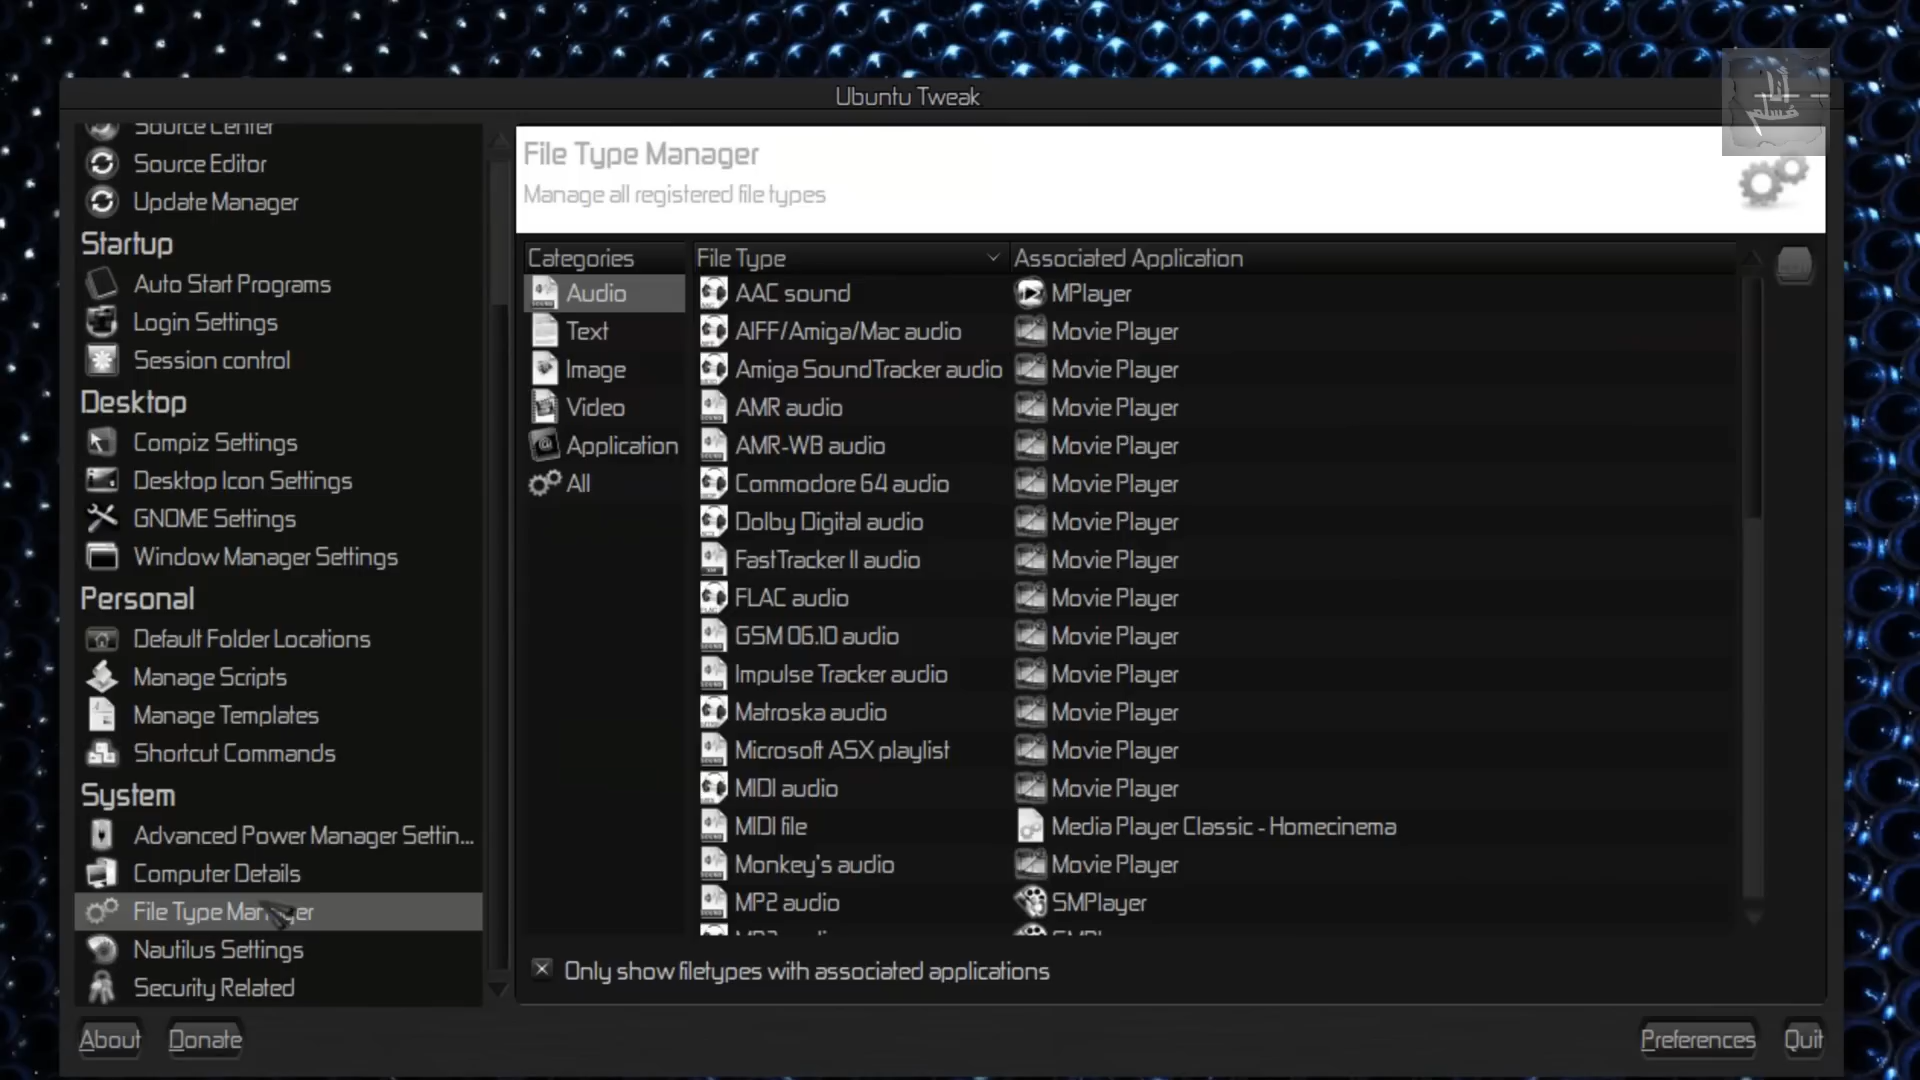 Ubuntu Tweak
أنا
مسلم
Source Center
Source Editor
Update Manager
Startup
Auto Start Programs
Login Settings
Session control
Desktop
Compiz Settings
Desktop Icon Settings
GNOME Settings
Window Manager Settings
Personal
Default Folder Locations
Manage Scripts
Manage Templates
Shortcut Commands
System
Advanced Power Manager Settin...
Computer Details
File Type Manager
Nautilus Settings
Security Related
File Type Manager
Manage all registered file types
Categories
Audio
Text
Image
Video
Application
All
File Type Associated Application
AAC sound MPlayer
AIFF/Amiga/Mac audio Movie Player
Amiga SoundTracker audio Movie Player
AMR audio Movie Player
AMR-WB audio Movie Player
Commodore 64 audio Movie Player
Dolby Digital audio Movie Player
FastTracker II audio Movie Player
FLAC audio Movie Player
GSM 06.10 audio Movie Player
Impulse Tracker audio Movie Player
Matroska audio Movie Player
Microsoft ASX playlist Movie Player
MIDI audio Movie Player
MIDI file Media Player Classic - Homecinema
Monkey's audio Movie Player
MP2 audio SMPlayer
Only show filetypes with associated applications
About Donate Preferences Quit